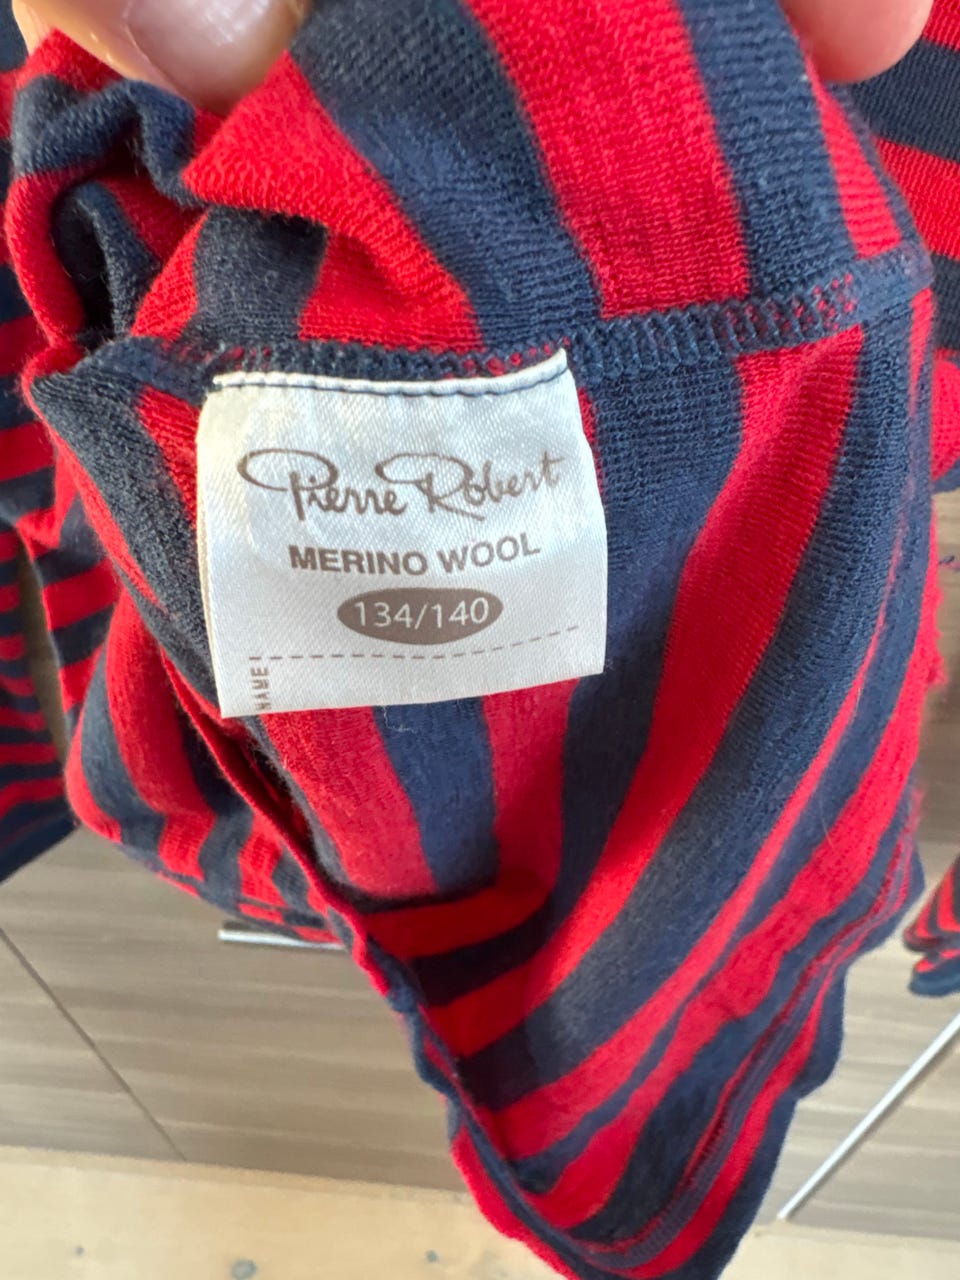 Pierre Robert
MERINO WOOL
134/140
NAME